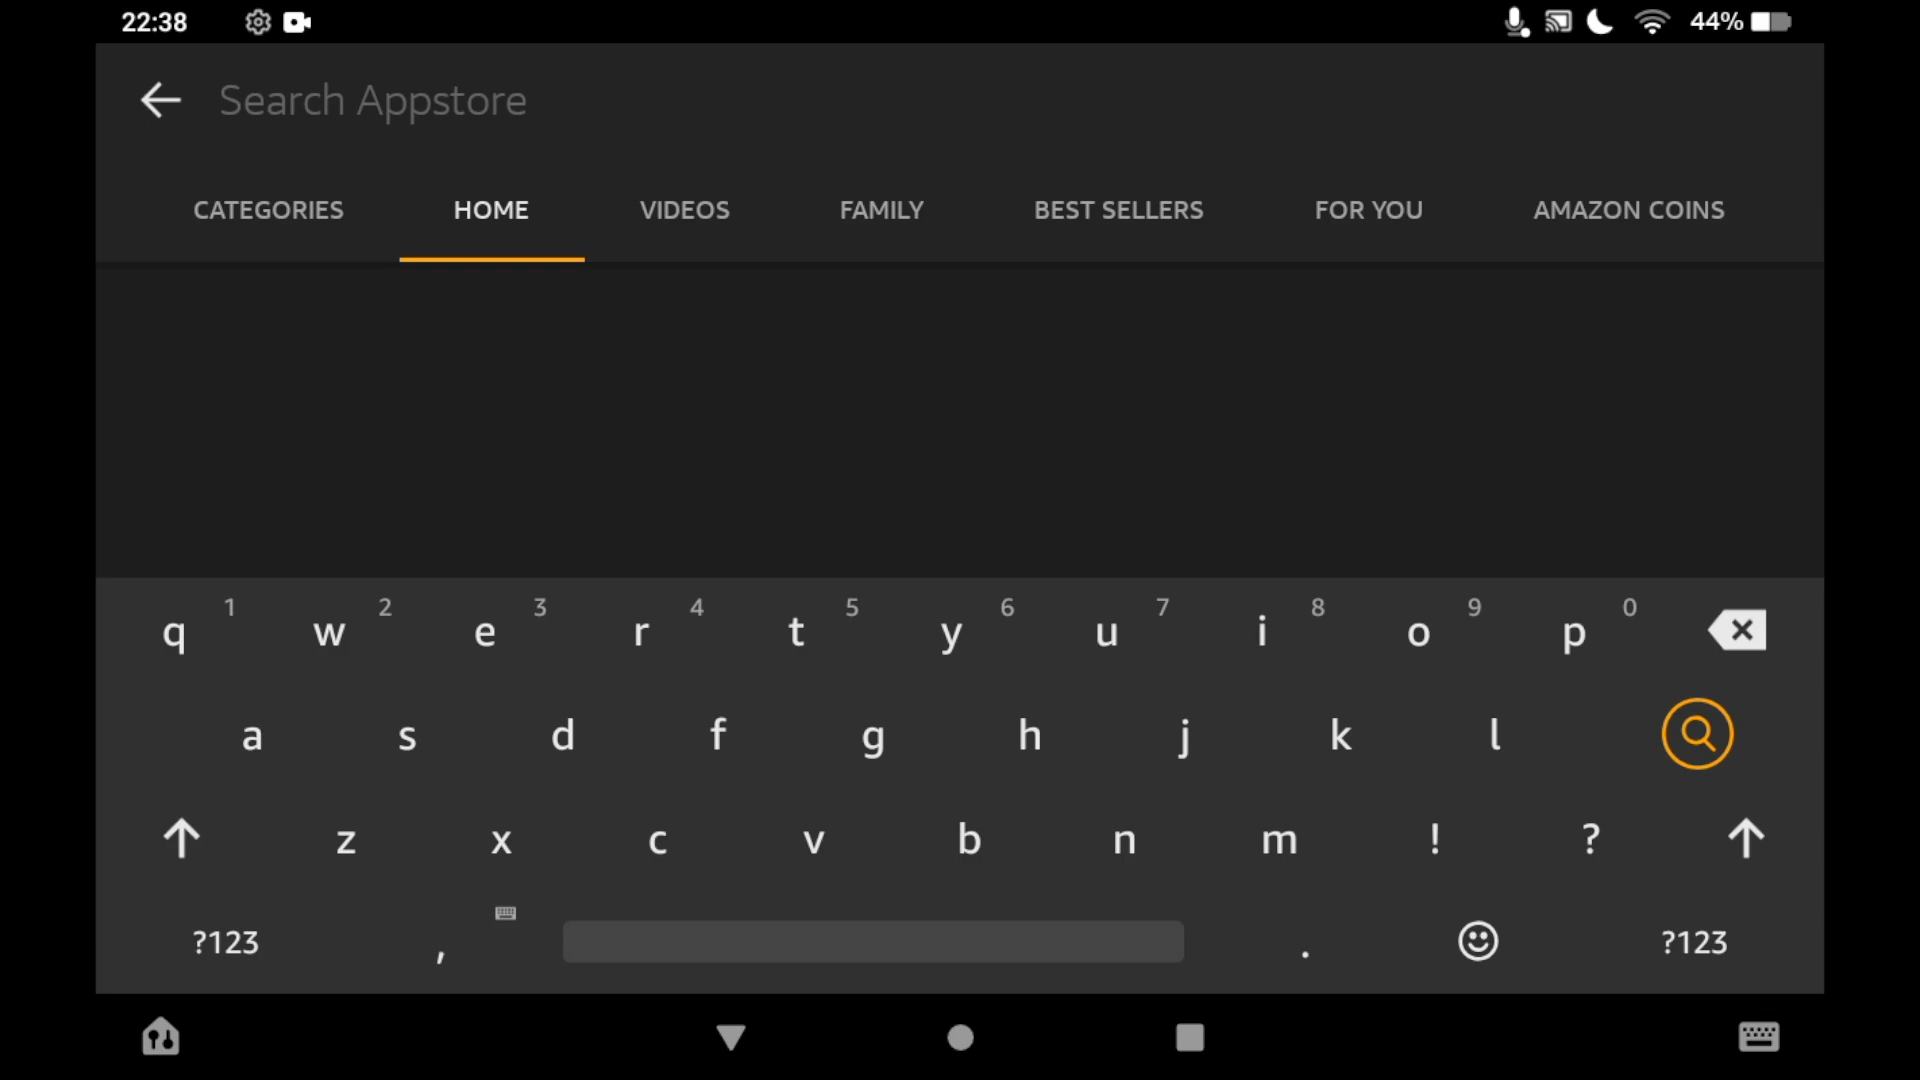 22:38 44%
Search Appstore
CATEGORIES HOME VIDEOS FAMILY BEST SELLERS FOR YOU AMAZON COINS
1 2 3 4 5 6 7 8 9 0
q w e r t y u i o p
a s d f g h j k l
z x c v b n m ! ?
?123 , . ?123